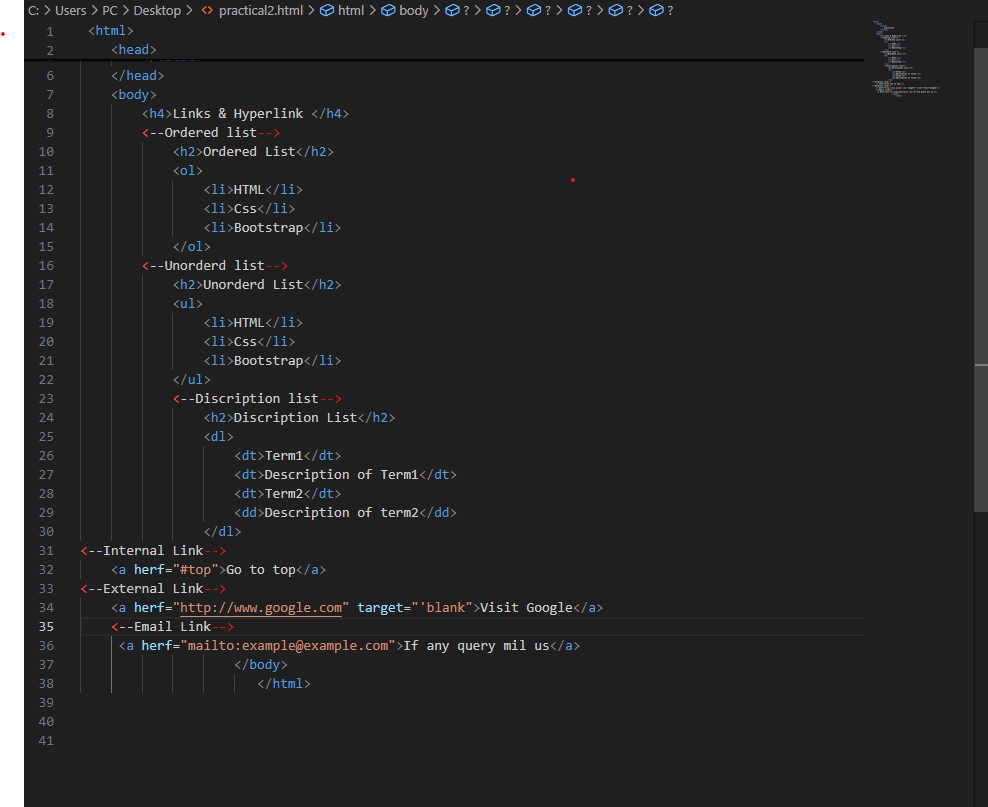 C: > Users > PC > Desktop > <> practical2.html > html > body > ? > ? > ? > ? > ? > ?
1 <html>
2 <head>
6 </head>
7 <body>
8 <h4>Links & Hyperlink </h4>
9 <--Ordered list-->
10 <h2>Ordered List</h2>
11 <ol>
12 <li>HTML</li>
13 <li>Css</li>
14 <li>Bootstrap</li>
15 </ol>
16 <--Unorderd list-->
17 <h2>Unorderd List</h2>
18 <ul>
19 <li>HTML</li>
20 <li>Css</li>
21 <li>Bootstrap</li>
22 </ul>
23 <--Discription list-->
24 <h2>Discription List</h2>
25 <dl>
26 <dt>Term1</dt>
27 <dt>Description of Term1</dt>
28 <dt>Term2</dt>
29 <dd>Description of term2</dd>
30 </dl>
31 <--Internal Link-->
32 <a herf="#top">Go to top</a>
33 <--External Link-->
34 <a herf="http://www.google.com" target="'blank">Visit Google</a>
35 <--Email Link-->
36 <a herf="mailto:example@example.com">If any query mil us</a>
37 </body>
38 </html>
39
40
41